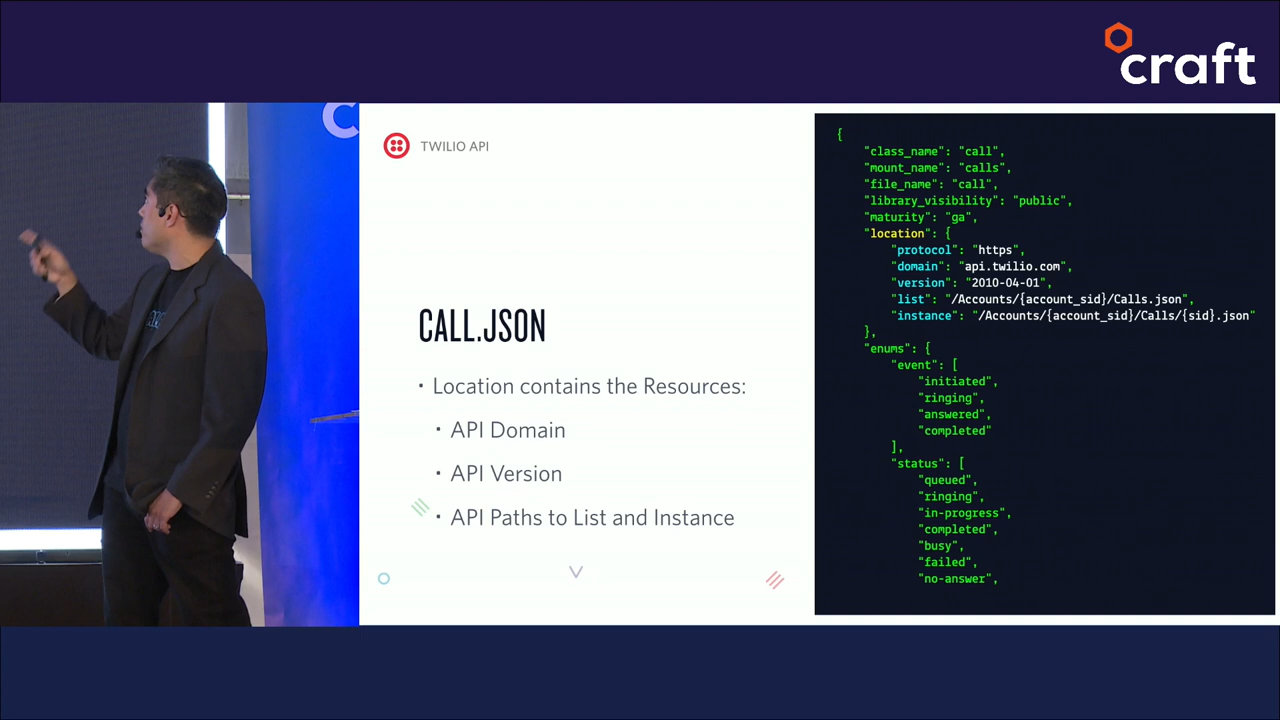 craft
C
TWILIO API
CALL.JSON
· Location contains the Resources:
· API Domain
· API Version
· API Paths to List and Instance
{
"class_name": "call",
"mount_name": "calls",
"file_name": "call",
"library_visibility": "public",
"maturity": "ga",
"location": {
"protocol": "https",
"domain": "api.twilio.com",
"version": "2010-04-01",
"list": "/Accounts/{account_sid}/Calls.json",
"instance": "/Accounts/{account_sid}/Calls/{sid}.json"
},
"enums": {
"event": [
"initiated",
"ringing",
"answered",
"completed"
],
"status": [
"queued",
"ringing",
"in-progress",
"completed",
"busy",
"failed",
"no-answer",